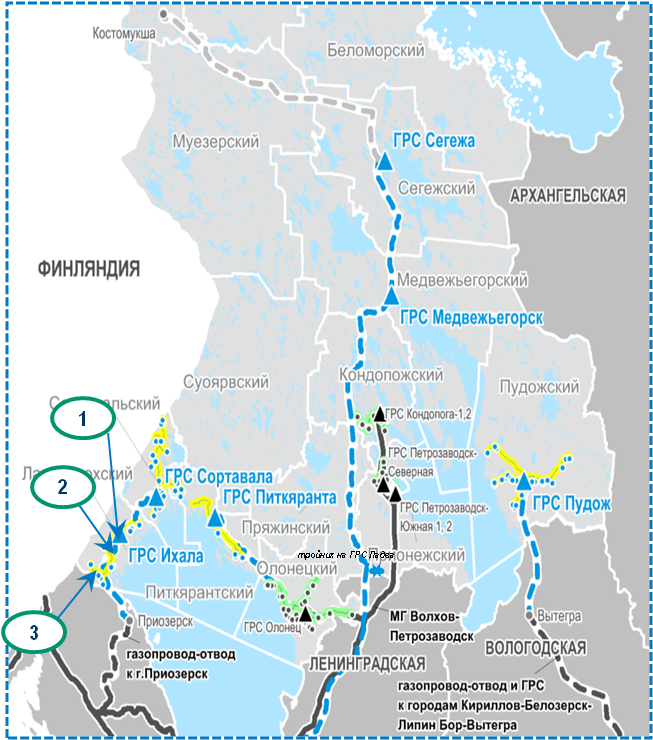 Костомукша
Беломорский
Муезерский
ГРС Сегежа
Сегежский
АРХАНГЕЛЬСКАЯ
ФИНЛЯНДИЯ
Медвежьегорский
ГРС Медвежьегорск
Суоярвский
Кондопожский
Пудожский
1
ГРС Кондопога-1,2
ГРС Петрозаводск-
Северная
2
ГРС Сортавала
ГРС Питкяранта
ГРС Петрозаводск-
Южная 1, 2
ГРС Пудож
Пряжинский
ГРС Ихала
тройник на ГРС
Олонецкий
Питкярантский
3
Приозерск
ГРС Олонец
МГ Волхов-
Петрозаводск
Вытегра
газопровод-отвод
к г.Приозерск
ЛЕНИНГРАДСКАЯ
ВОЛОГОДСКАЯ
газопровод-отвод и ГРС
к городам Кириллов-Белозерск-
Липин Бор-Вытегра